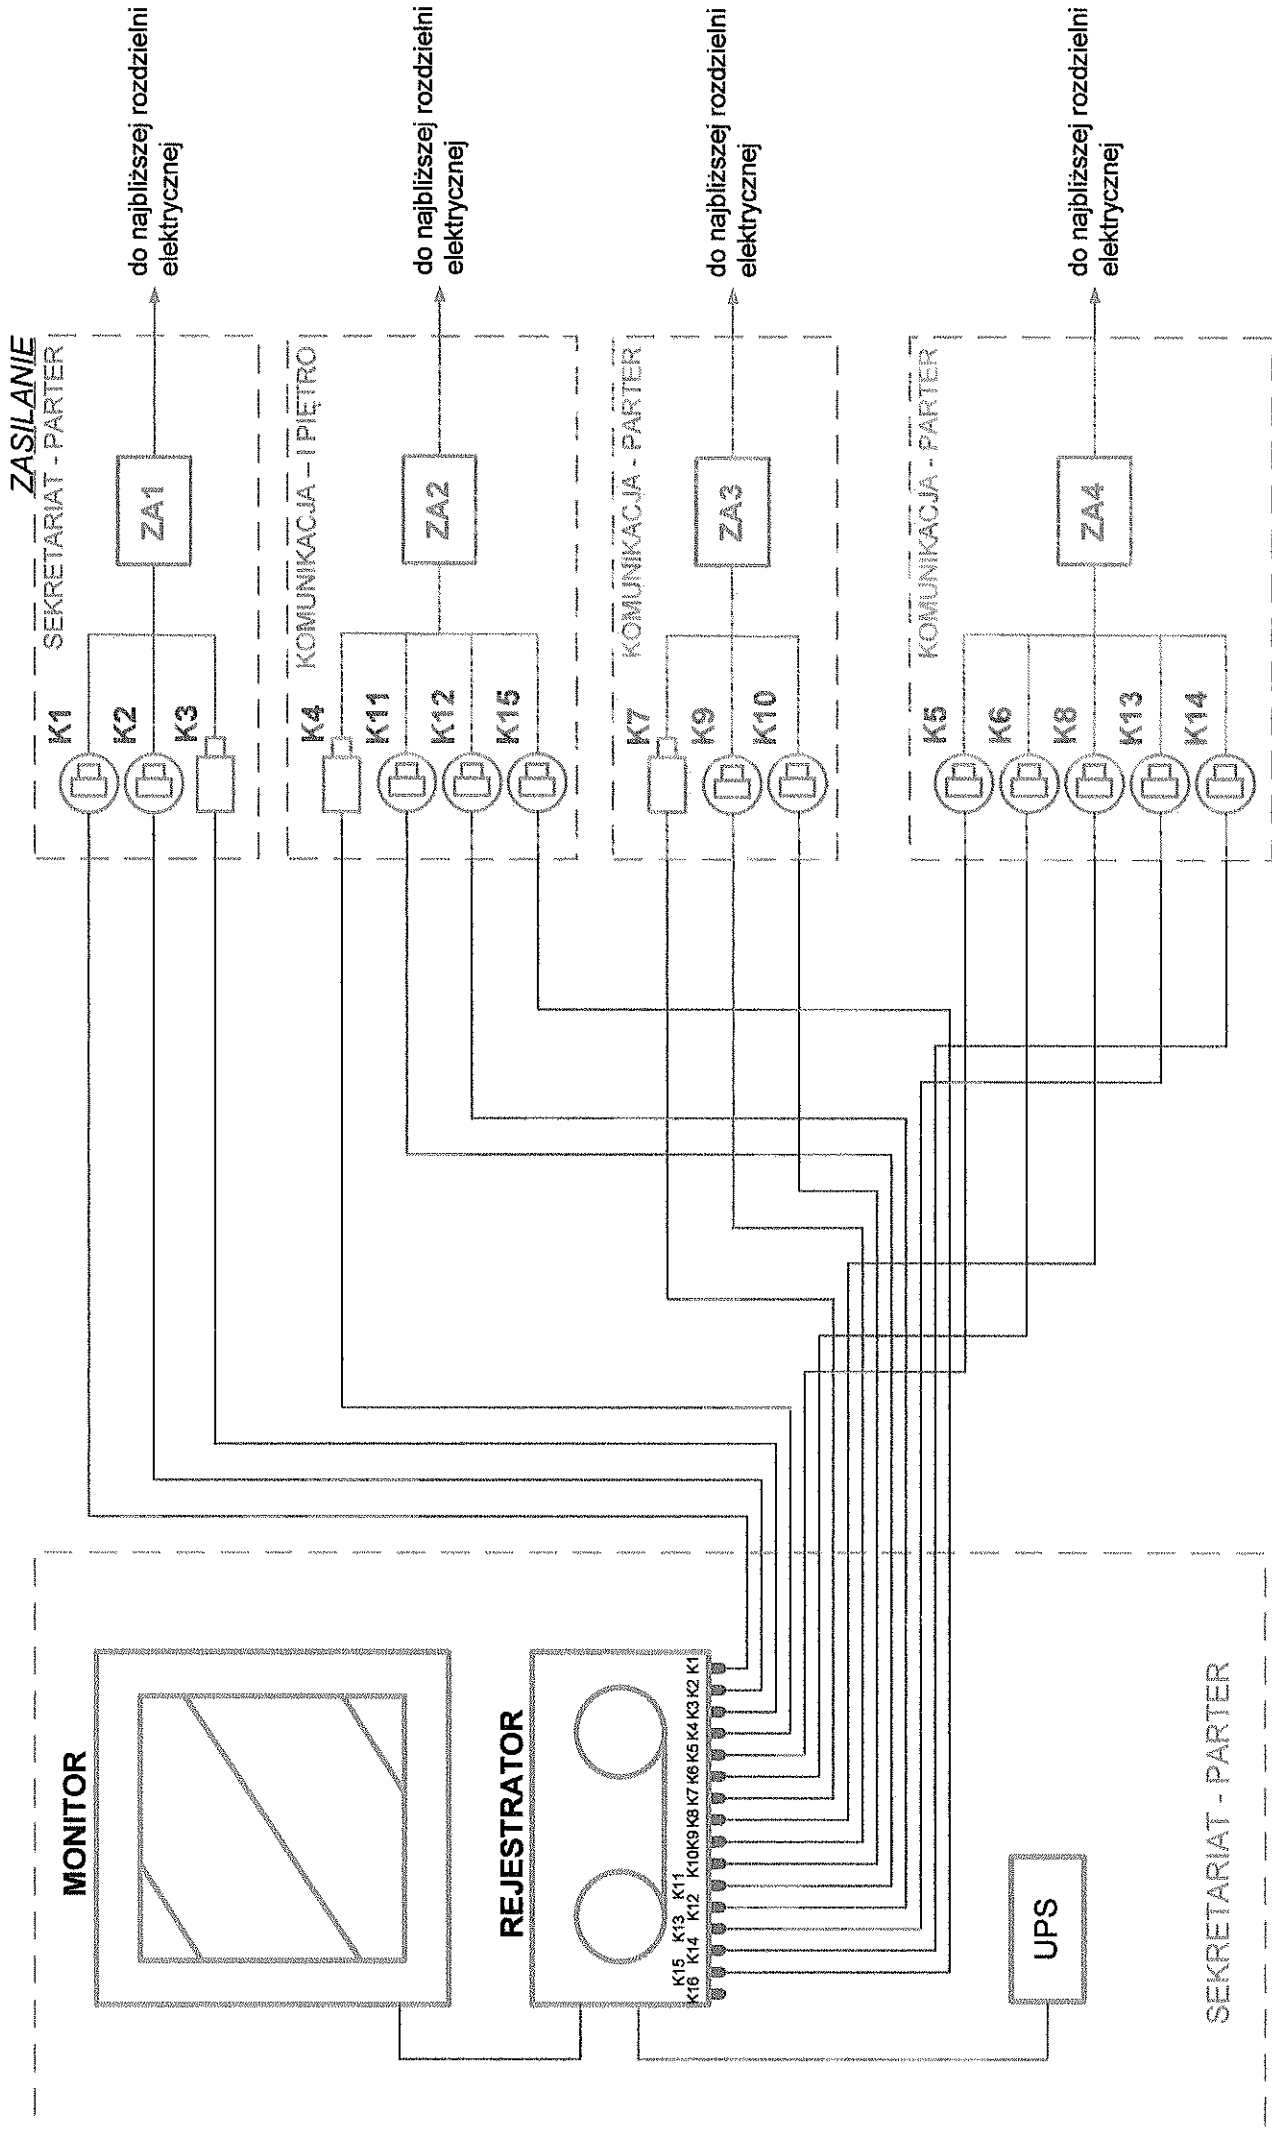 ZASILANIE
SEKRETARIAT - PARTER
K1
K2
K3
ZA1
do najbliższej rozdzielni
elektrycznej
KOMUNIKACJA – I PIĘTRO
K4
K11
K12
K15
ZA2
do najbliższej rozdzielni
elektrycznej
KOMUNIKACJA - PARTER
K7
K9
K10
ZA3
do najbliższej rozdzielni
elektrycznej
KOMUNIKACJA - PARTER
K5
K6
K8
K13
K14
ZA4
do najbliższej rozdzielni
elektrycznej
MONITOR
REJESTRATOR
K16
K15
K14
K13
K12
K11
K10
K9
K8
K7
K6
K5
K4
K3
K2
K1
UPS
SEKRETARIAT - PARTER